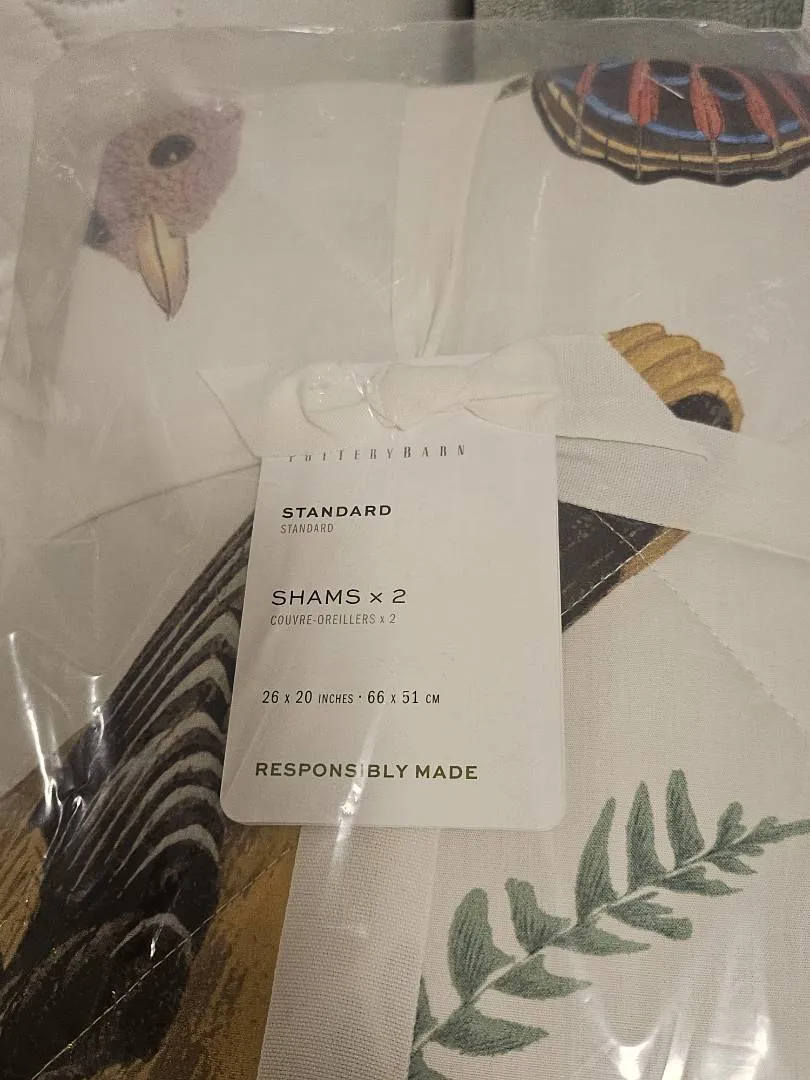 POTTERYBARN
STANDARD
STANDARD
SHAMS × 2
COUVRE-OREILLERS x 2
26 X 20 INCHES · 66 X 51 CM
RESPONSIBLY MADE